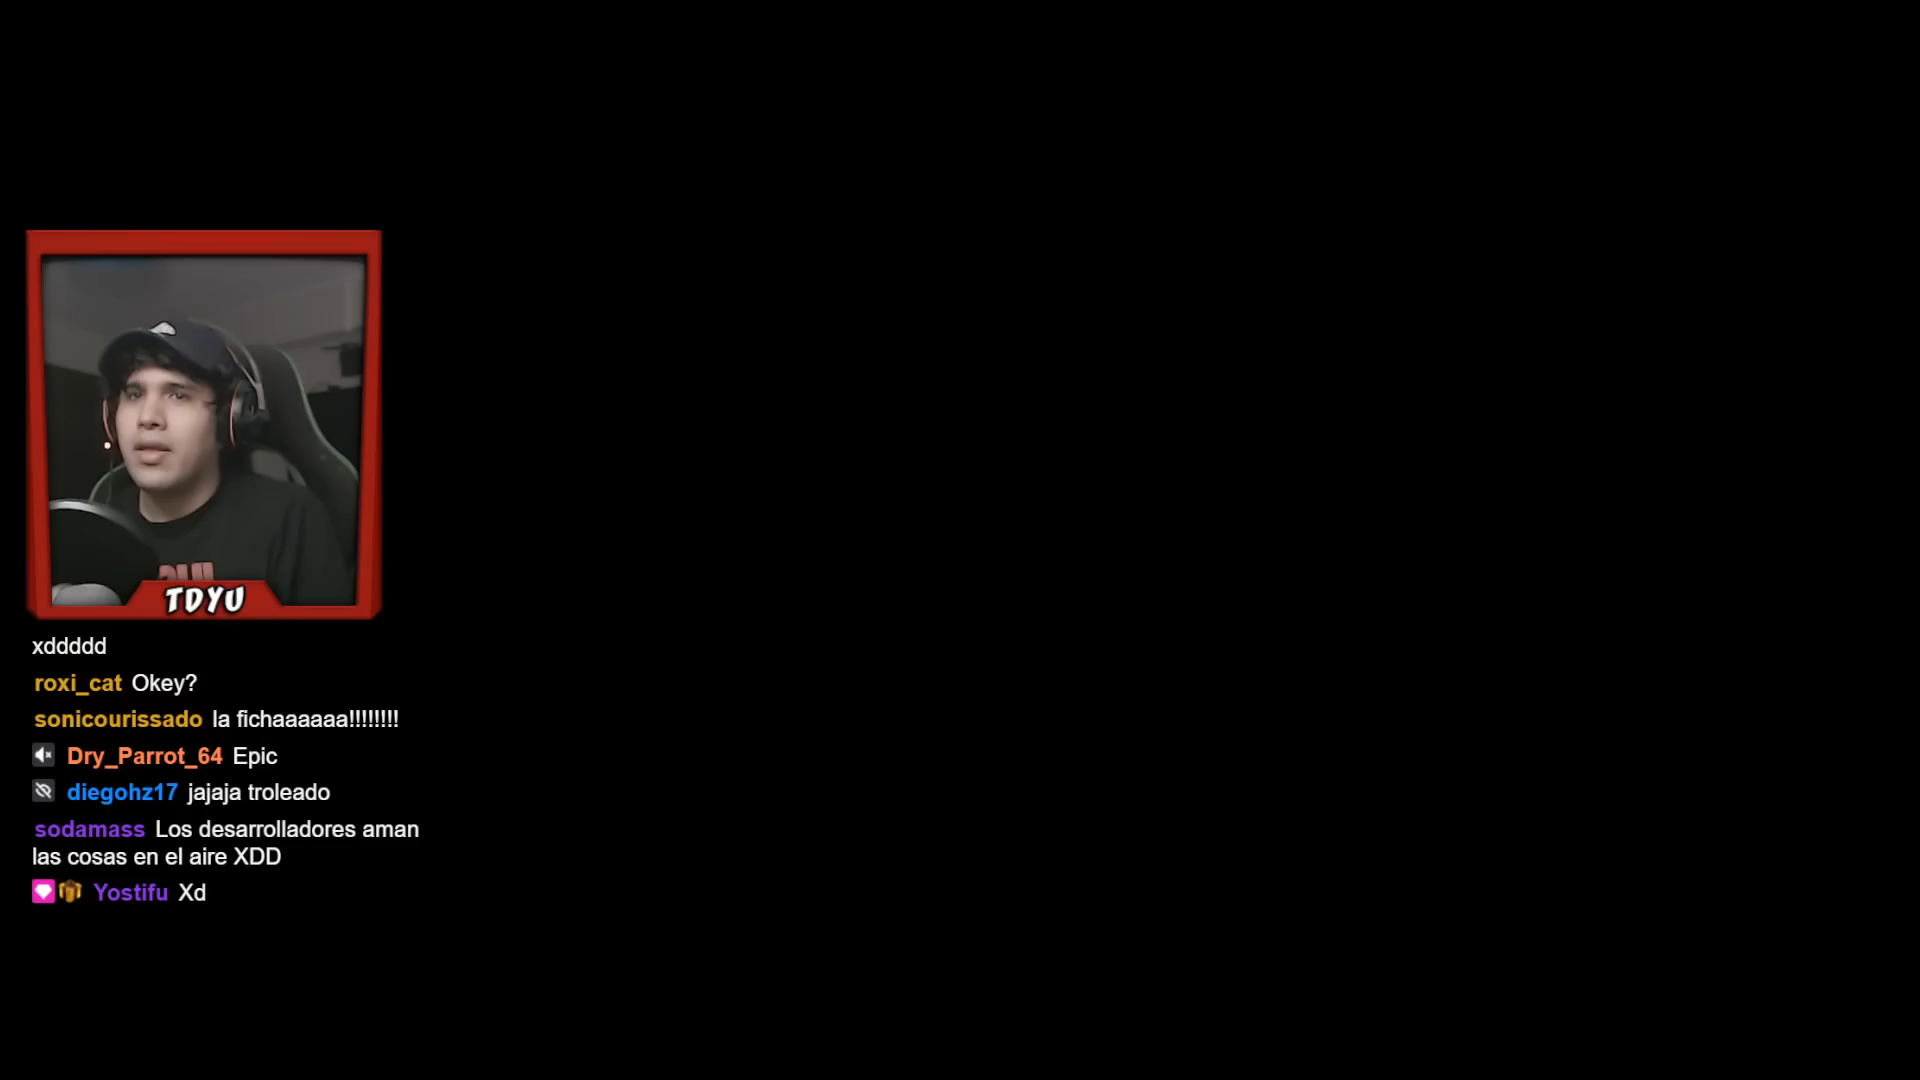 TDYU
xddddd
roxi_cat Okey?
sonicourissado la fichaaaaaa!!!!!!!!
Dry_Parrot_64 Epic
diegohz17 jajaja troleado
sodamass Los desarrolladores aman
las cosas en el aire XDD
Yostifu Xd